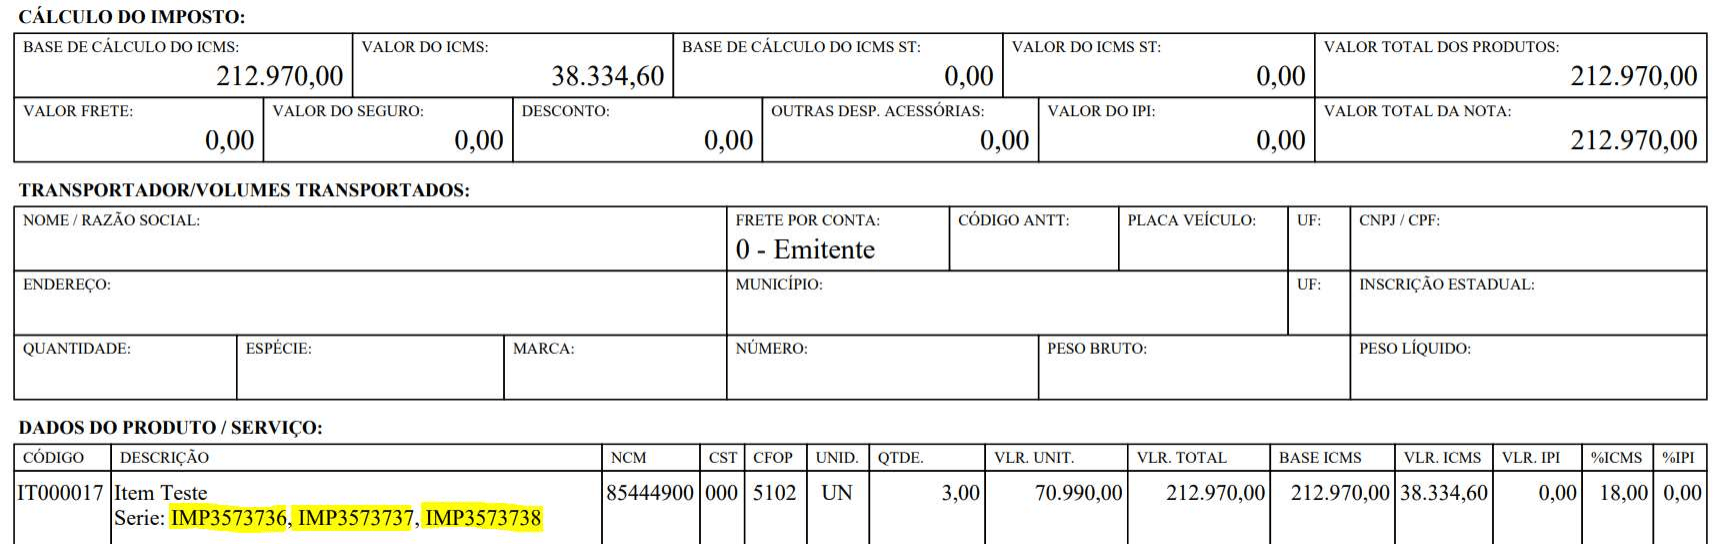 CÁLCULO DO IMPOSTO:
BASE DE CÁLCULO DO ICMS: VALOR DO ICMS: BASE DE CÁLCULO DO ICMS ST: VALOR DO ICMS ST: VALOR TOTAL DOS PRODUTOS:
212.970,00 38.334,60 0,00 0,00 212.970,00
VALOR FRETE: VALOR DO SEGURO: DESCONTO: OUTRAS DESP. ACESSÓRIAS: VALOR DO IPI: VALOR TOTAL DA NOTA:
0,00 0,00 0,00 0,00 0,00 212.970,00
TRANSPORTADOR/VOLUMES TRANSPORTADOS:
NOME / RAZÃO SOCIAL: FRETE POR CONTA: CÓDIGO ANTT: PLACA VEÍCULO: UF: CNPJ / CPF:
0 - Emitente
ENDEREÇO: MUNICÍPIO: UF: INSCRIÇÃO ESTADUAL:
QUANTIDADE: ESPÉCIE: MARCA: NÚMERO: PESO BRUTO: PESO LÍQUIDO:
DADOS DO PRODUTO / SERVIÇO:
CÓDIGO DESCRIÇÃO NCM CST CFOP UNID. QTDE. VLR. UNIT. VLR. TOTAL BASE ICMS VLR. ICMS VLR. IPI %ICMS %IPI
IT000017 Item Teste 85444900 000 5102 UN 3,00 70.990,00 212.970,00 212.970,00 38.334,60 0,00 18,00 0,00
Serie: IMP3573736, IMP3573737, IMP3573738